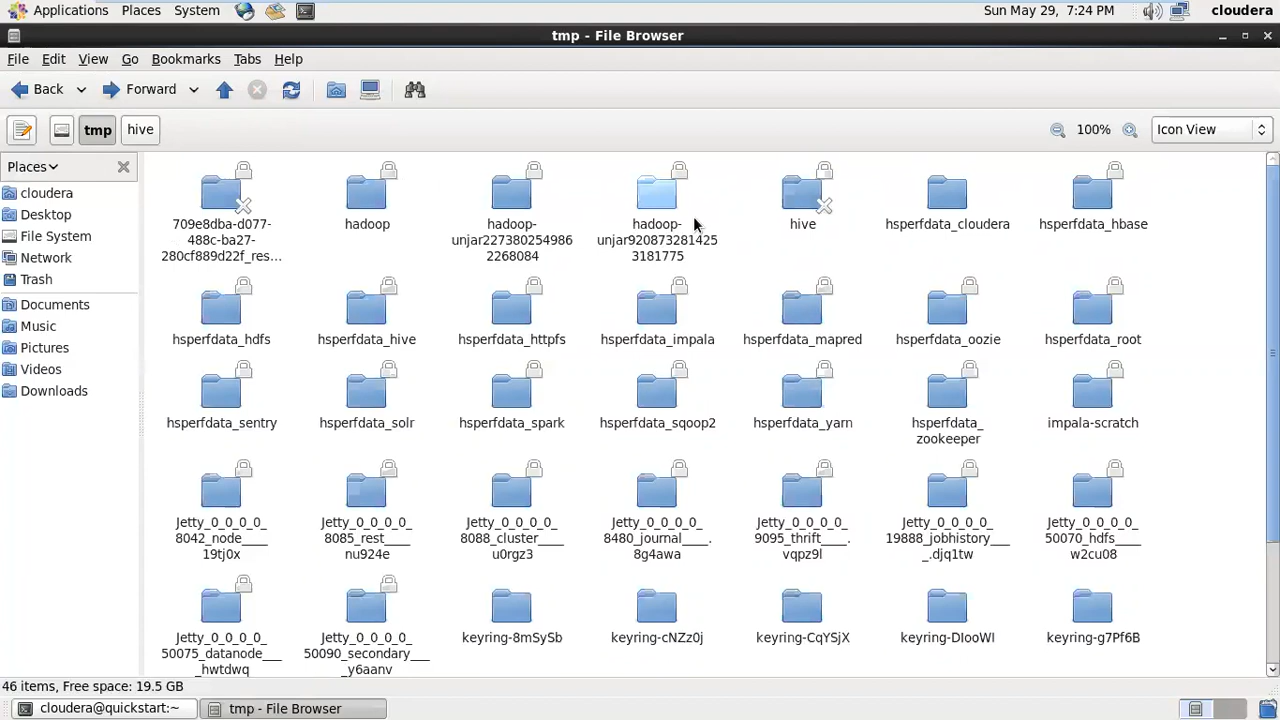 Applications Places System Sun May 29, 7:24 PM cloudera
tmp - File Browser
File Edit View Go Bookmarks Tabs Help
Back Forward
tmp hive 100% Icon View
Places
cloudera
Desktop
File System
Network
Trash
Documents
Music
Pictures
Videos
Downloads
709e8dba-d077-
488c-ba27-
280cf889d22f_res...
hadoop
hadoop-
unjar227380254986
2268084
hadoop-
unjar920873281425
3181775
hive
hsperfdata_cloudera
hsperfdata_hbase
hsperfdata_hdfs
hsperfdata_hive
hsperfdata_httpfs
hsperfdata_impala
hsperfdata_mapred
hsperfdata_oozie
hsperfdata_root
hsperfdata_sentry
hsperfdata_solr
hsperfdata_spark
hsperfdata_sqoop2
hsperfdata_yarn
hsperfdata_
zookeeper
impala-scratch
Jetty_0_0_0_0_
8042_node____
19tj0x
Jetty_0_0_0_0_
8085_rest____
nu924e
Jetty_0_0_0_0_
8088_cluster____
u0rgz3
Jetty_0_0_0_0_
8480_journal____.
8g4awa
Jetty_0_0_0_0_
9095_thrift____.
vqpz9l
Jetty_0_0_0_0_
19888_jobhistory___
_.djq1tw
Jetty_0_0_0_0_
50070_hdfs____
w2cu08
Jetty_0_0_0_0_
50075_datanode___
_hwtdwq
Jetty_0_0_0_0_
50090_secondary___
_y6aanv
keyring-8mSySb
keyring-cNZz0j
keyring-CqYSjX
keyring-DIooWI
keyring-g7Pf6B
46 items, Free space: 19.5 GB
cloudera@quickstart:~ tmp - File Browser